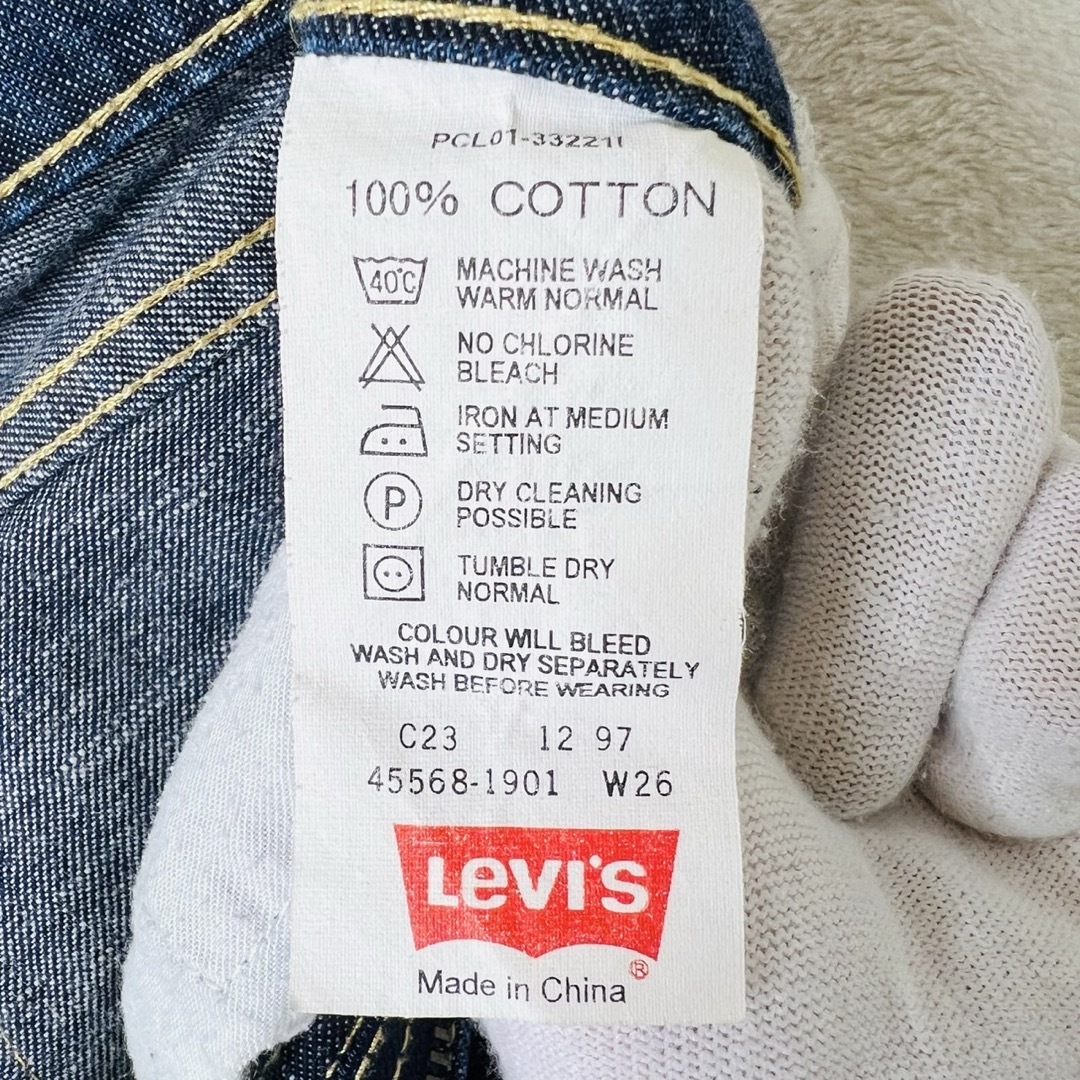 PCL01-33221I
100% COTTON
40°C
MACHINE WASH
WARM NORMAL
NO CHLORINE
BLEACH
IRON AT MEDIUM
SETTING
P
DRY CLEANING
POSSIBLE
TUMBLE DRY
NORMAL
COLOUR WILL BLEED
WASH AND DRY SEPARATELY
WASH BEFORE WEARING
C23 12 97
45568-1901 W26
LEVI'S
®
Made in China